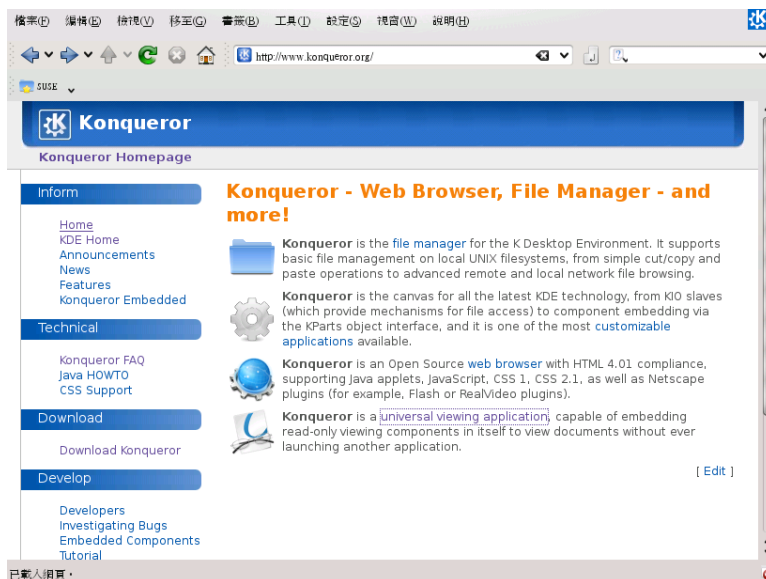 檔案(F) 編輯(E) 檢視(V) 移至(G) 書籤(B) 工具(T) 設定(S) 視窗(W) 說明(H)
http://www.konqueror.org/
SUSE
Konqueror
Konqueror Homepage
Inform
Home
KDE Home
Announcements
News
Features
Konqueror Embedded
Technical
Konqueror FAQ
Java HOWTO
CSS Support
Download
Download Konqueror
Develop
Developers
Investigating Bugs
Embedded Components
Tutorial
Konqueror - Web Browser, File Manager - and
more!
Konqueror is the file manager for the K Desktop Environment. It supports
basic file management on local UNIX filesystems, from simple cut/copy and
paste operations to advanced remote and local network file browsing.
Konqueror is the canvas for all the latest KDE technology, from KIO slaves
(which provide mechanisms for file access) to component embedding via
the KParts object interface, and it is one of the most customizable
applications available.
Konqueror is an Open Source web browser with HTML 4.01 compliance,
supporting Java applets, JavaScript, CSS 1, CSS 2.1, as well as Netscape
plugins (for example, Flash or RealVideo plugins).
Konqueror is a universal viewing application, capable of embedding
read-only viewing components in itself to view documents without ever
launching another application.
[ Edit ]
已載入網頁。